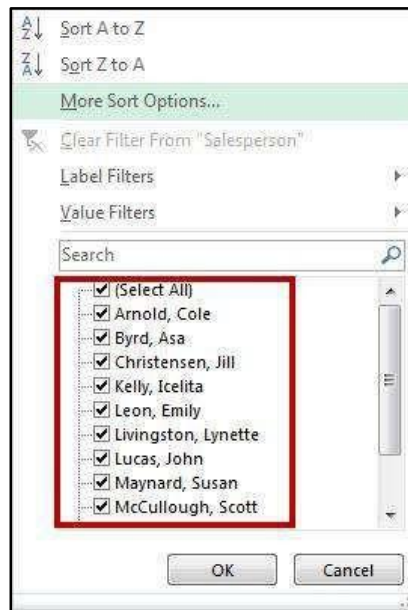 Sort A to Z
Sort Z to A
More Sort Options...
Clear Filter From "Salesperson"
Label Filters
Value Filters
Search
(Select All)
Arnold, Cole
Byrd, Asa
Christensen, Jill
Kelly, Icelita
Leon, Emily
Livingston, Lynette
Lucas, John
Maynard, Susan
McCullough, Scott
OK Cancel